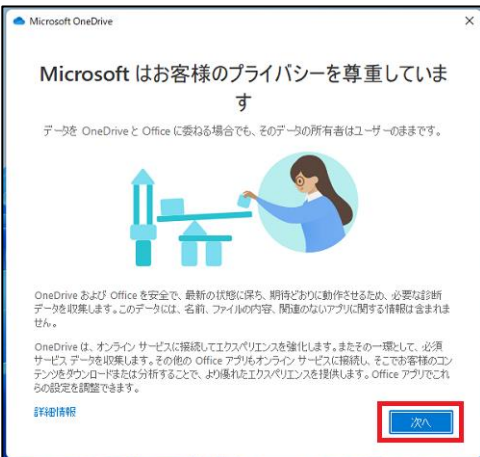 Microsoft OneDrive
Microsoft はお客様のプライバシーを尊重していま
す
データを OneDrive と Office に委ねる場合でも、そのデータの所有者はユーザーのままです。
OneDrive および Office を安全で、最新の状態に保ち、期待どおりに動作させるため、必要な診断
データを収集します。このデータには、名前、ファイルの内容、関連のないアプリに関する情報は含まれま
せん。
OneDrive は、オンライン サービスに接続してエクスペリエンスを強化します。またその一環として、必須
サービス データを収集します。その他の Office アプリもオンライン サービスに接続し、そこでお客様のコン
テンツをダウンロードまたは分析することで、より優れたエクスペリエンスを提供します。Office アプリでこれ
らの設定を調整できます。
詳細情報
次へ